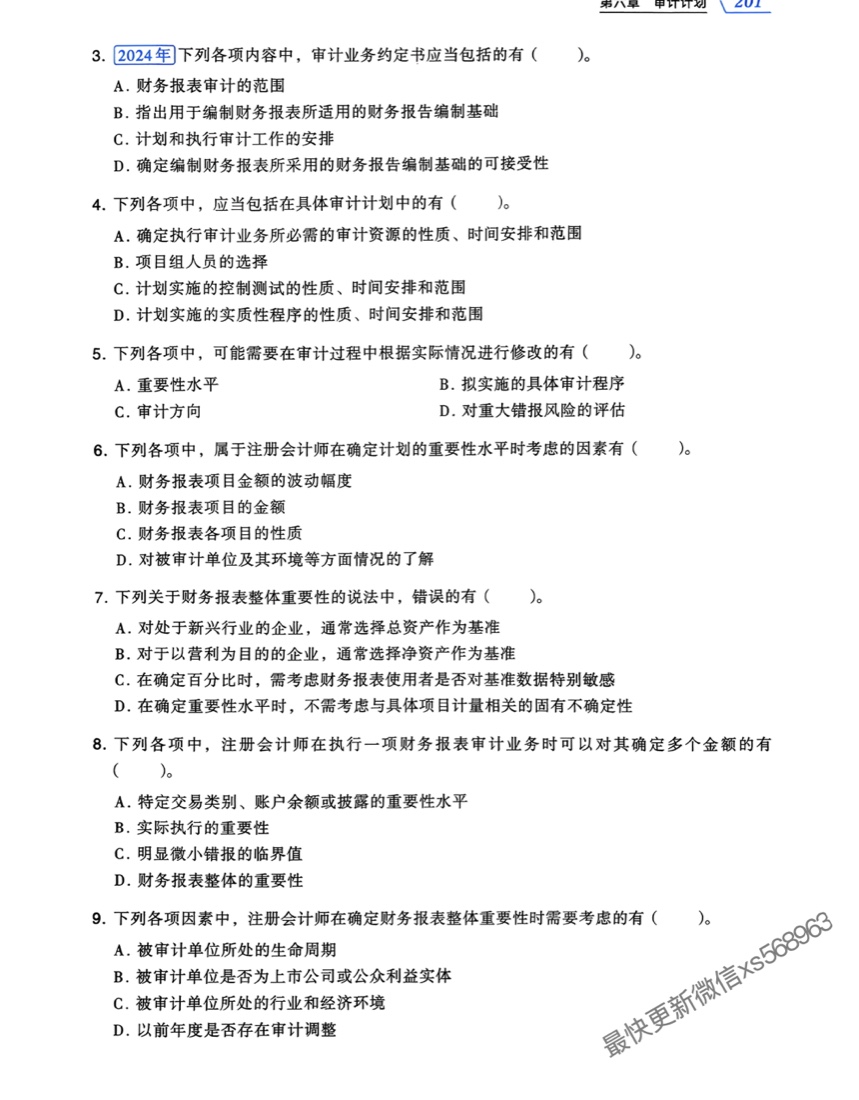 第六章 审计计划 201
3. 2024年 下列各项内容中，审计业务约定书应当包括的有（　　）。
A. 财务报表审计的范围
B. 指出用于编制财务报表所适用的财务报告编制基础
C. 计划和执行审计工作的安排
D. 确定编制财务报表所采用的财务报告编制基础的可接受性
4. 下列各项中，应当包括在具体审计计划中的有（　　）。
A. 确定执行审计业务所必需的审计资源的性质、时间安排和范围
B. 项目组人员的选择
C. 计划实施的控制测试的性质、时间安排和范围
D. 计划实施的实质性程序的性质、时间安排和范围
5. 下列各项中，可能需要在审计过程中根据实际情况进行修改的有（　　）。
A. 重要性水平　　B. 拟实施的具体审计程序
C. 审计方向　　D. 对重大错报风险的评估
6. 下列各项中，属于注册会计师在确定计划的重要性水平时考虑的因素有（　　）。
A. 财务报表项目金额的波动幅度
B. 财务报表项目的金额
C. 财务报表各项目的性质
D. 对被审计单位及其环境等方面情况的了解
7. 下列关于财务报表整体重要性的说法中，错误的有（　　）。
A. 对处于新兴行业的企业，通常选择总资产作为基准
B. 对于以营利为目的的企业，通常选择净资产作为基准
C. 在确定百分比时，需考虑财务报表使用者是否对基准数据特别敏感
D. 在确定重要性水平时，不需考虑与具体项目计量相关的固有不确定性
8. 下列各项中，注册会计师在执行一项财务报表审计业务时可以对其确定多个金额的有
（　　）。
A. 特定交易类别、账户余额或披露的重要性水平
B. 实际执行的重要性
C. 明显微小错报的临界值
D. 财务报表整体的重要性
9. 下列各项因素中，注册会计师在确定财务报表整体重要性时需要考虑的有（　　）。
A. 被审计单位所处的生命周期
B. 被审计单位是否为上市公司或公众利益实体
C. 被审计单位所处的行业和经济环境
D. 以前年度是否存在审计调整
最快更新微信xs568963